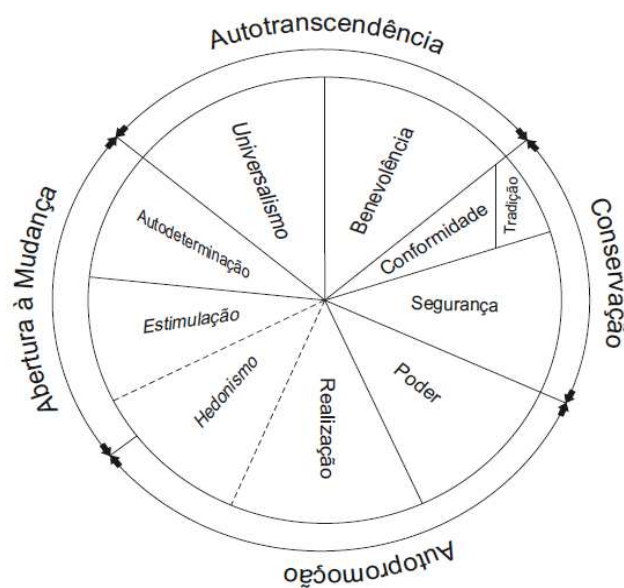 Autotranscendência
Universalismo
Benevolência
Conformidade
Tradição
Conservação
Segurança
Poder
Realização
Autopromoção
Hedonismo
Estimulação
Autodeterminação
Abertura à Mudança